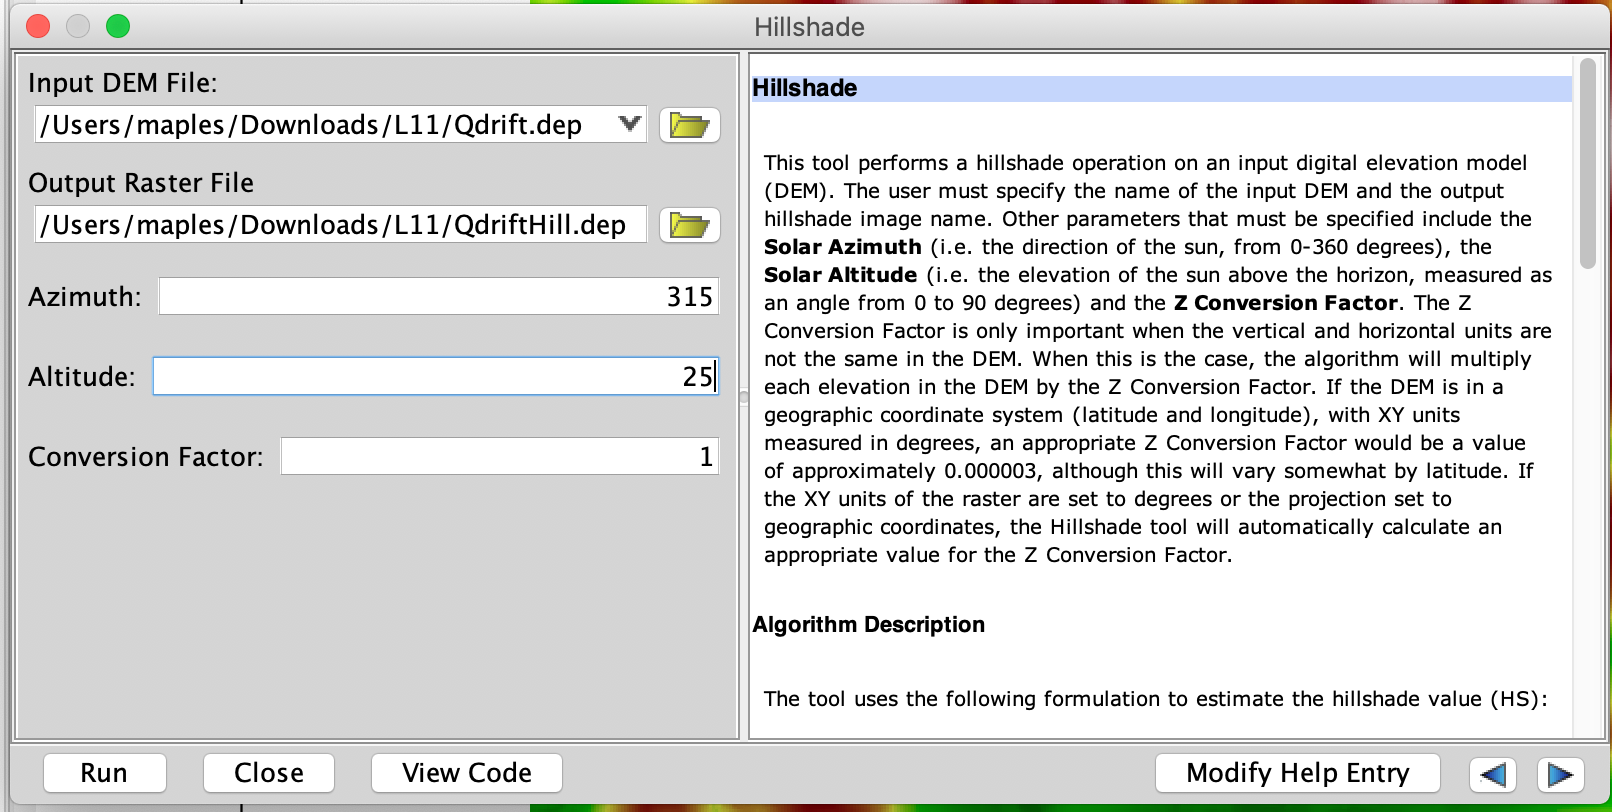 Hillshade
Input DEM File:
/Users/maples/Downloads/L11/Qdrift.dep
Output Raster File
/Users/maples/Downloads/L11/QdriftHill.dep
Azimuth: 315
Altitude: 25
Conversion Factor: 1
Hillshade
This tool performs a hillshade operation on an input digital elevation model
(DEM). The user must specify the name of the input DEM and the output
hillshade image name. Other parameters that must be specified include the
Solar Azimuth (i.e. the direction of the sun, from 0-360 degrees), the
Solar Altitude (i.e. the elevation of the sun above the horizon, measured as
an angle from 0 to 90 degrees) and the Z Conversion Factor. The Z
Conversion Factor is only important when the vertical and horizontal units are
not the same in the DEM. When this is the case, the algorithm will multiply
each elevation in the DEM by the Z Conversion Factor. If the DEM is in a
geographic coordinate system (latitude and longitude), with XY units
measured in degrees, an appropriate Z Conversion Factor would be a value
of approximately 0.000003, although this will vary somewhat by latitude. If
the XY units of the raster are set to degrees or the projection set to
geographic coordinates, the Hillshade tool will automatically calculate an
appropriate value for the Z Conversion Factor.
Algorithm Description
The tool uses the following formulation to estimate the hillshade value (HS):
Run Close View Code Modify Help Entry